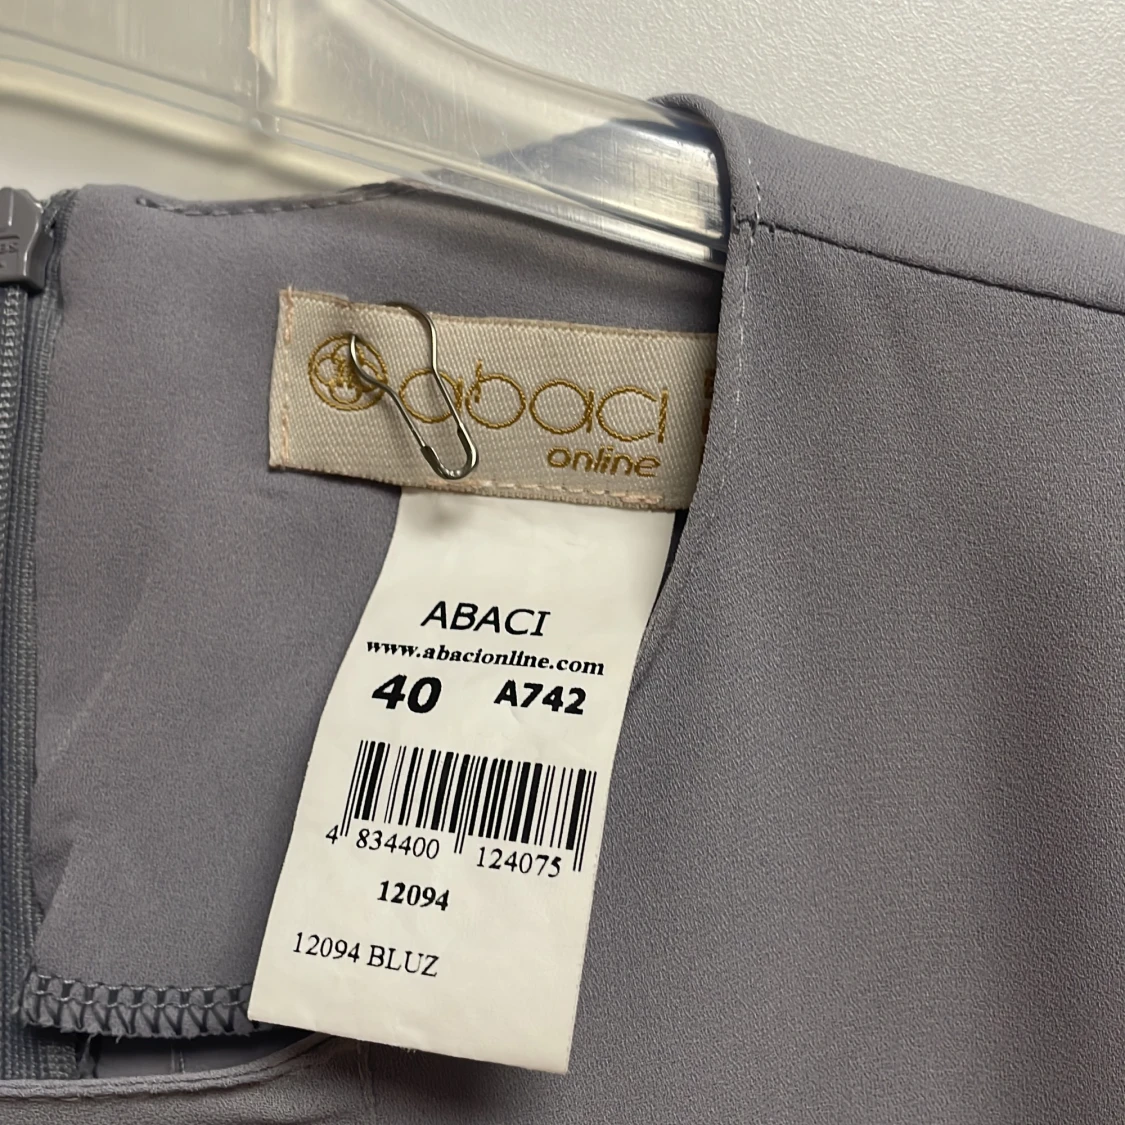 abaci
online
ABACI
www.abacionline.com
40 A742
4 834400 124075
12094
12094 BLUZ